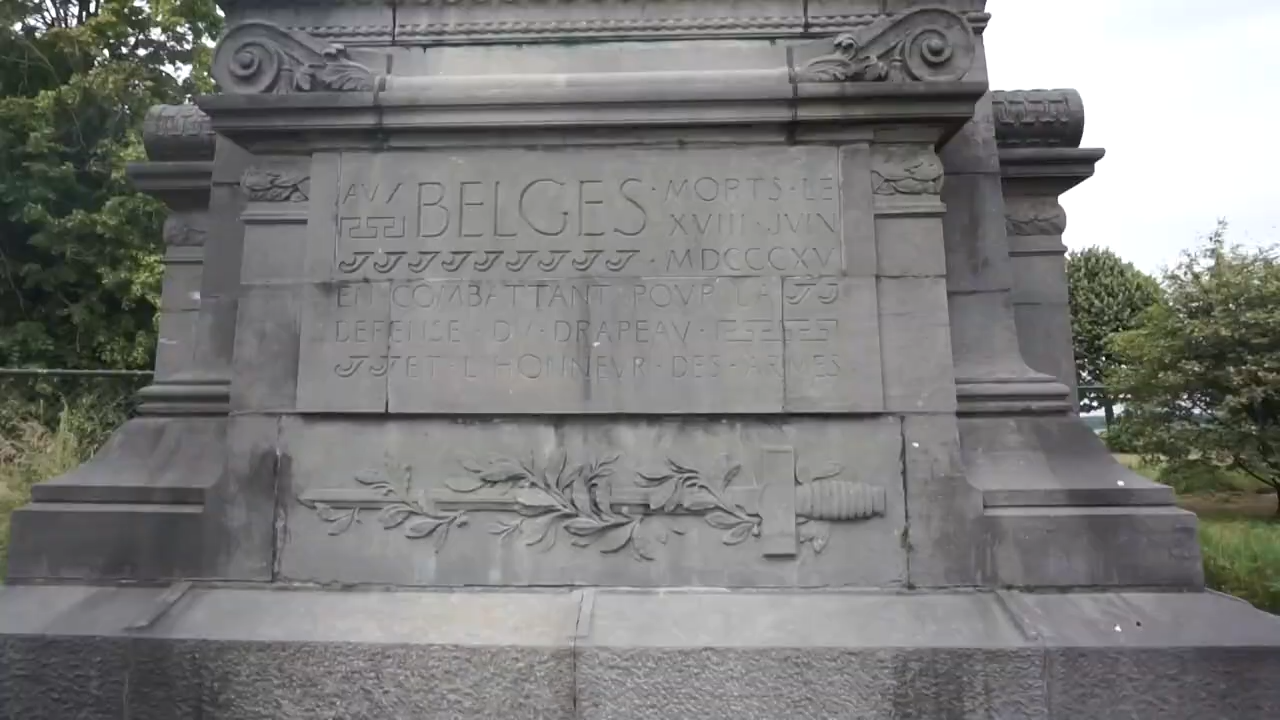 AVX BELGES · MORTS · LE
XVIII · JVIN
· MDCCCXV
EN COMBATTANT POVR LA
DEFENSE · DV · DRAPEAV ·
ET · L'HONNEVR · DES · ARMES